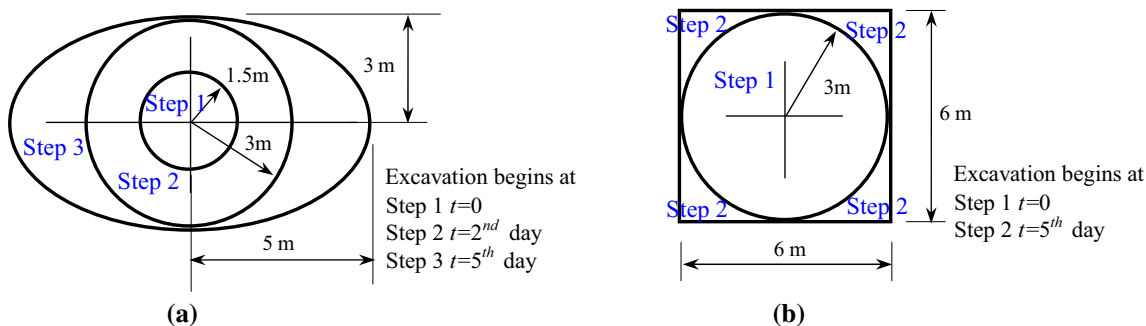 1.5m
3 m
Step 1
3m
Step 3
Step 2
Excavation begins at
Step 1 t=0
Step 2 t=2nd day
Step 3 t=5th day
5 m
(a)
Step 2
Step 2
Step 1
3m
6 m
Step 2
Step 2
Excavation begins at
Step 1 t=0
Step 2 t=5th day
6 m
(b)